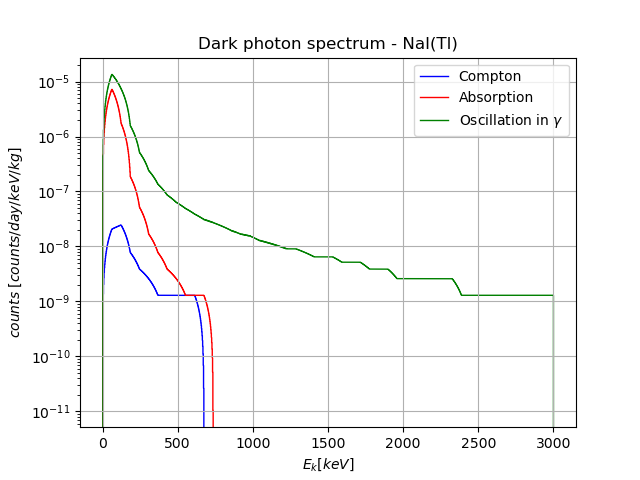 Dark photon spectrum - NaI(Tl)
Compton
Absorption
Oscillation in γ
counts [counts/day/keV/kg]
10⁻⁵
10⁻⁶
10⁻⁷
10⁻⁸
10⁻⁹
10⁻¹⁰
10⁻¹¹
0 500 1000 1500 2000 2500 3000
E_k[keV]